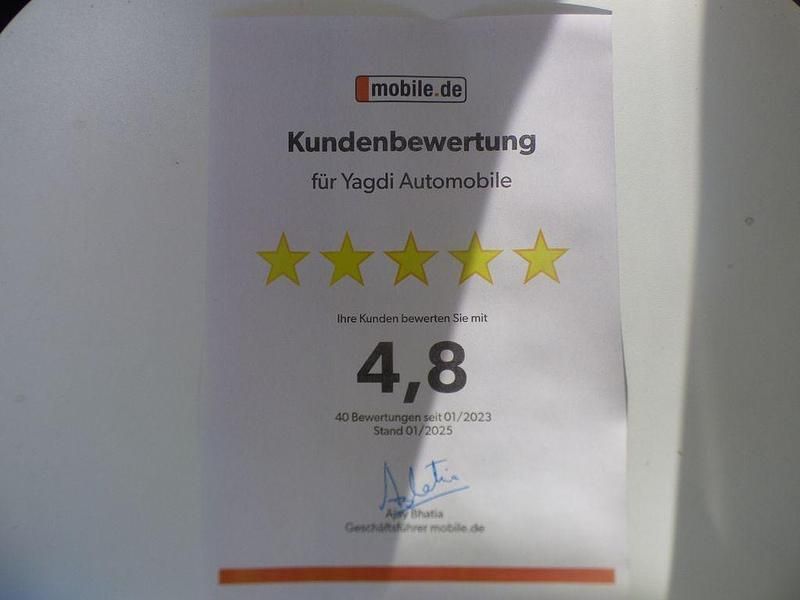 mobile.de
Kundenbewertung
für Yagdi Automobile
Ihre Kunden bewerten Sie mit
4,8
40 Bewertungen seit 01/2023
Stand 01/2025
Ajay Bhatia
Geschäftsführer mobile.de